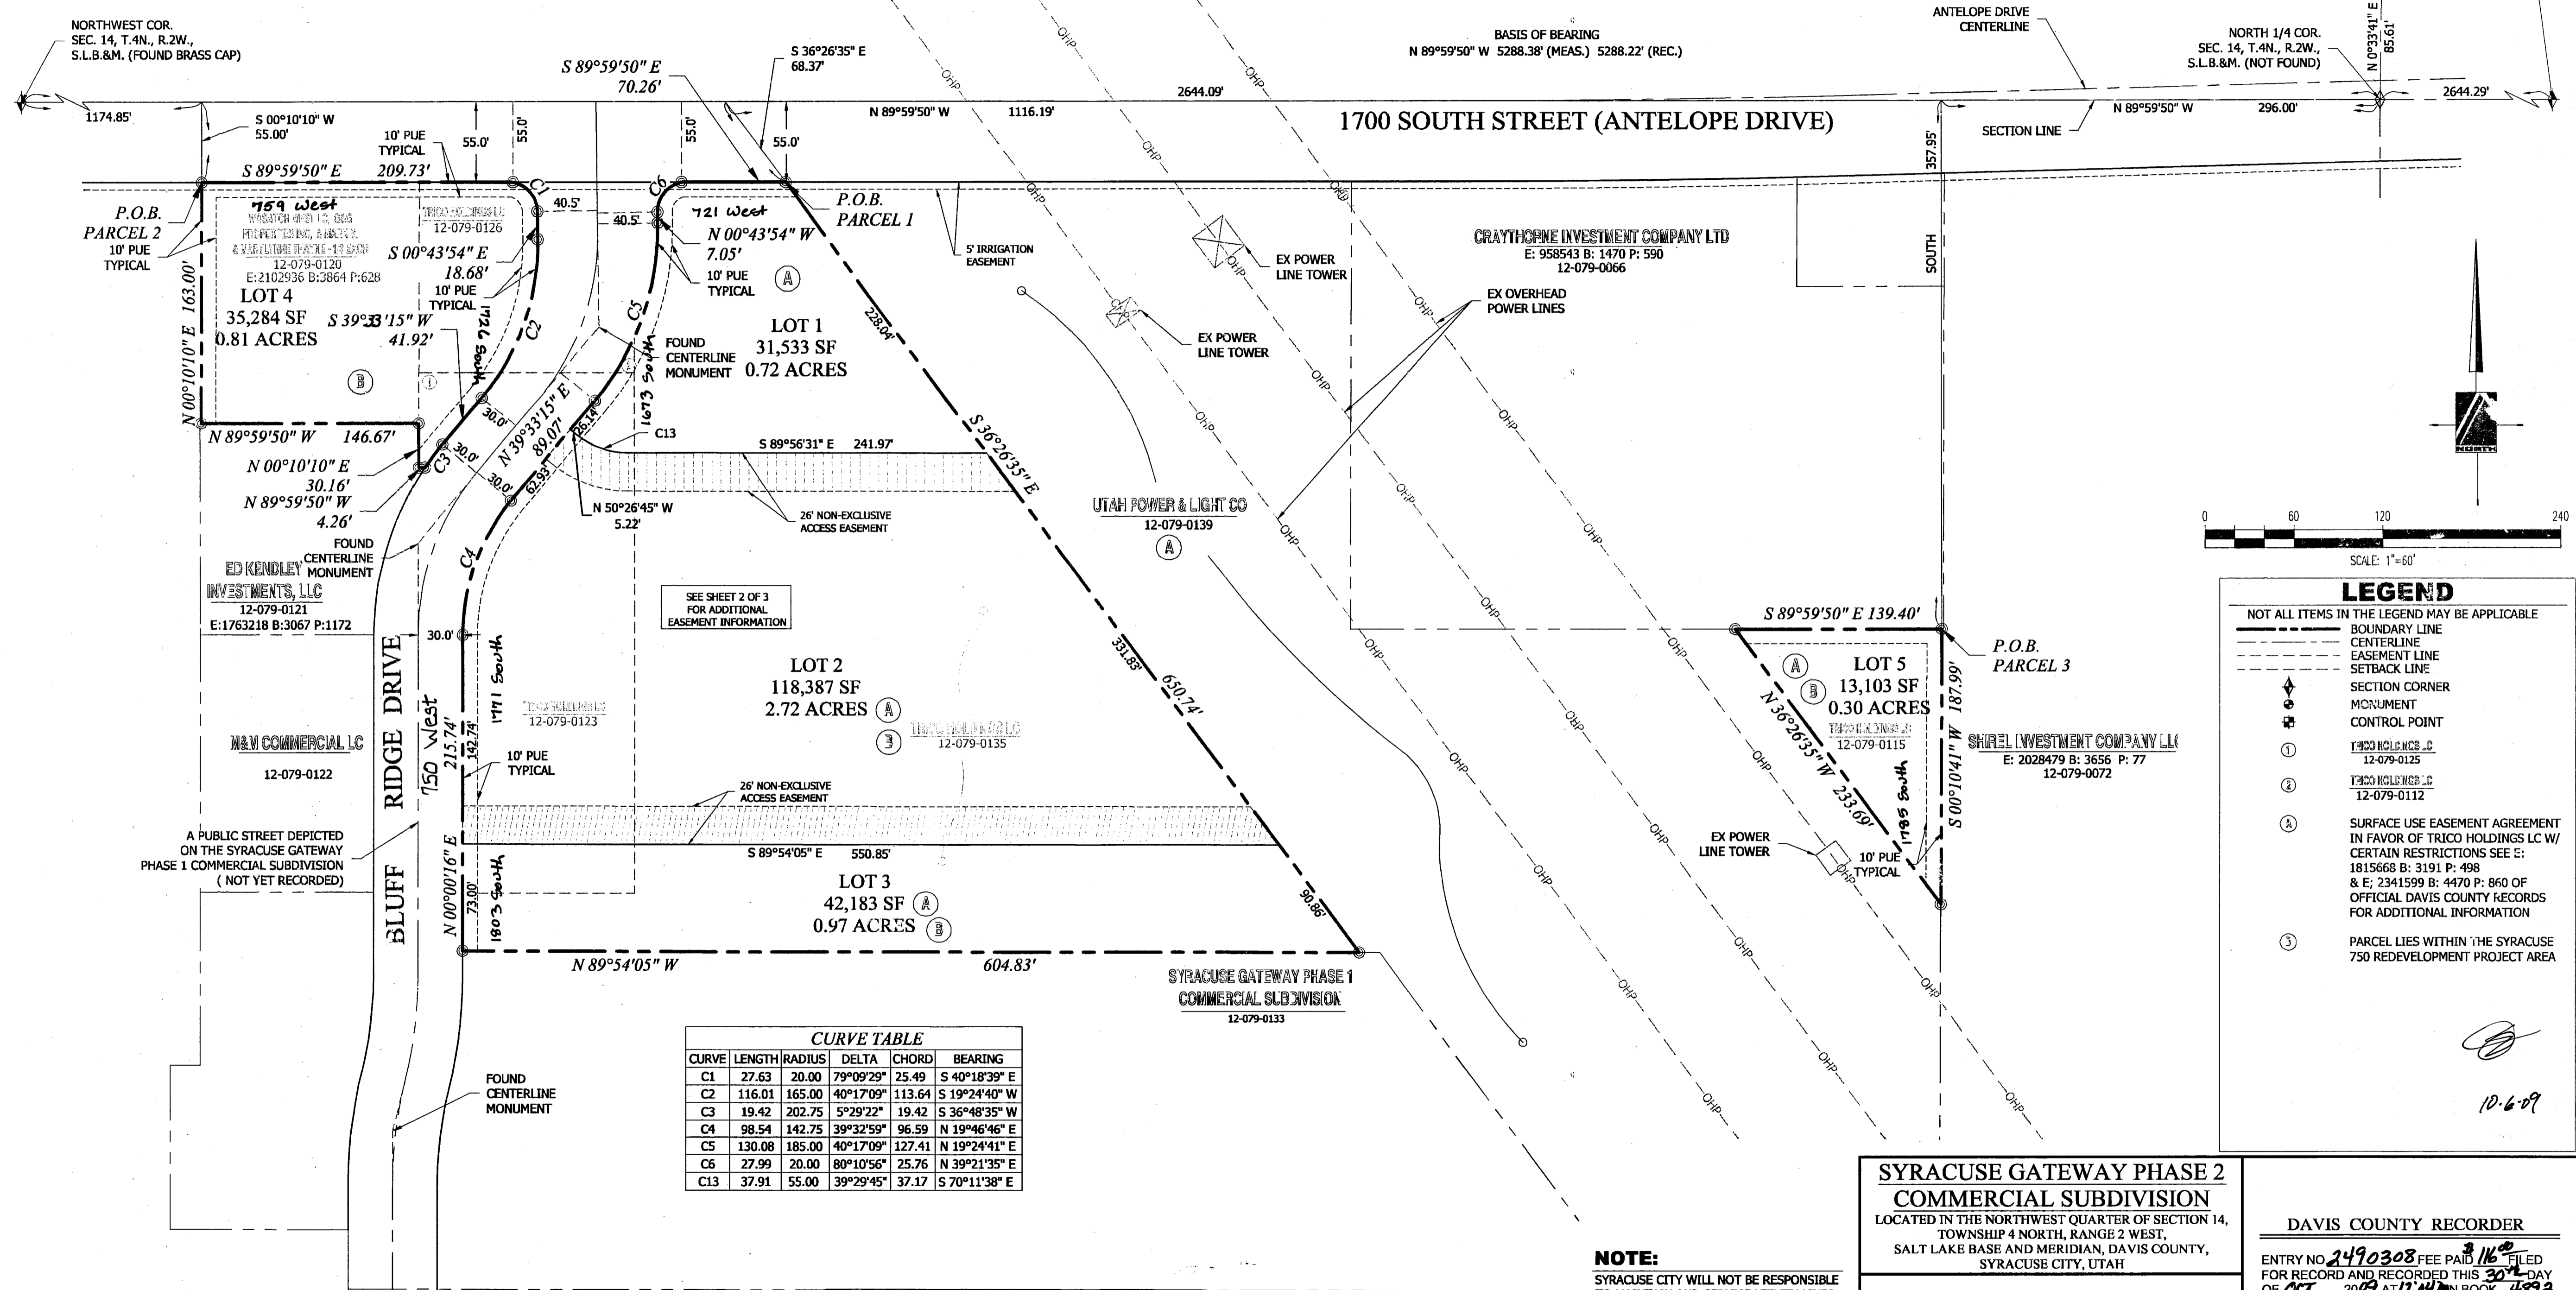 NORTHWEST COR.
SEC. 14, T.4N., R.2W.,
S.L.B.&M. (FOUND BRASS CAP)
S 36°26'35" E
68.37'
S 89°59'50" E
70.26'
BASIS OF BEARING
N 89°59'50" W 5288.38' (MEAS.) 5288.22' (REC.)
ANTELOPE DRIVE
CENTERLINE
NORTH 1/4 COR.
SEC. 14, T.4N., R.2W.,
S.L.B.&M. (NOT FOUND)
N 0°33'41" E
85.61'
1174.85'
S 00°10'10" W
55.00'
10' PUE
TYPICAL
55.0'
55.0'
55.0'
55.0'
N 89°59'50" W 1116.19'
2644.09'
1700 SOUTH STREET (ANTELOPE DRIVE)
SECTION LINE
N 89°59'50" W 296.00'
2644.29'
357.95'
SOUTH
S 89°59'50" E 209.73'
C1
C6
40.5'
40.5'
P.O.B.
PARCEL 2
10' PUE
TYPICAL
759 West
12-079-0120
E:2102936 B:3864 P:628
LOT 4
35,284 SF
0.81 ACRES
B
TRICO HOLDINGS LC
12-079-0126
S 00°43'54" E
18.68'
10' PUE
TYPICAL
S 39°33'15" W
41.92'
1726 South
C2
721 West
N 00°43'54" W
7.05'
10' PUE
TYPICAL
A
P.O.B.
PARCEL 1
C5
LOT 1
31,533 SF
0.72 ACRES
1673 South
FOUND
CENTERLINE
MONUMENT
228.04'
5' IRRIGATION
EASEMENT
EX POWER
LINE TOWER
EX POWER
LINE TOWER
CRAYTHORNE INVESTMENT COMPANY LTD
E: 958543 B: 1470 P: 590
12-079-0066
EX OVERHEAD
POWER LINES
N 00°10'10" E 163.00'
N 89°59'50" W 146.67'
N 00°10'10" E
30.16'
N 89°59'50" W
4.26'
C3
1
30.0'
30.0'
30.0'
N 39°33'15" E
89.07'
26.14'
62.93'
C13
S 89°56'31" E 241.97'
N 50°26'45" W
5.22'
26' NON-EXCLUSIVE
ACCESS EASEMENT
S 36°26'35" E
UTAH POWER & LIGHT CO
12-079-0139
A
FOUND
CENTERLINE
MONUMENT
ED KENDLEY
INVESTMENTS, LLC
12-079-0121
E:1763218 B:3067 P:1172
C4
30.0'
SEE SHEET 2 OF 3
FOR ADDITIONAL
EASEMENT INFORMATION
LOT 2
118,387 SF
2.72 ACRES
A
B
TRICO HOLDINGS LC
12-079-0135
331.83'
650.74'
M&M COMMERCIAL LC
12-079-0122
BLUFF RIDGE DRIVE
750 West
215.74'
142.74'
1771 South
TRICO HOLDINGS LC
12-079-0123
10' PUE
TYPICAL
26' NON-EXCLUSIVE
ACCESS EASEMENT
A PUBLIC STREET DEPICTED
ON THE SYRACUSE GATEWAY
PHASE 1 COMMERCIAL SUBDIVISION
( NOT YET RECORDED)
N 00°00'16" E
73.00'
1803 South
S 89°54'05" E 550.85'
LOT 3
42,183 SF
0.97 ACRES
A
B
90.86'
N 89°54'05" W 604.83'
SYRACUSE GATEWAY PHASE 1
COMMERCIAL SUBDIVISION
12-079-0133
FOUND
CENTERLINE
MONUMENT
S 89°59'50" E 139.40'
P.O.B.
PARCEL 3
A
B
LOT 5
13,103 SF
0.30 ACRES
TRICO HOLDINGS LC
12-079-0115
N 36°26'35" W 233.69'
1785 South
S 00°10'41" W 187.99'
SHIREL INVESTMENT COMPANY LLC
E: 2028479 B: 3656 P: 77
12-079-0072
EX POWER
LINE TOWER
10' PUE
TYPICAL
OHP
NORTH
0 60 120 240
SCALE: 1"=60'
LEGEND
NOT ALL ITEMS IN THE LEGEND MAY BE APPLICABLE
BOUNDARY LINE
CENTERLINE
EASEMENT LINE
SETBACK LINE
SECTION CORNER
MONUMENT
CONTROL POINT
1 TRICO HOLDINGS LC
12-079-0125
2 TRICO HOLDINGS LC
12-079-0112
A SURFACE USE EASEMENT AGREEMENT
IN FAVOR OF TRICO HOLDINGS LC W/
CERTAIN RESTRICTIONS SEE E:
1815668 B: 3191 P: 498
& E; 2341599 B: 4470 P: 860 OF
OFFICIAL DAVIS COUNTY RECORDS
FOR ADDITIONAL INFORMATION
PARCEL LIES WITHIN THE SYRACUSE
750 REDEVELOPMENT PROJECT AREA
10-6-09
CURVE TABLE
CURVE LENGTH RADIUS DELTA CHORD BEARING
C1 27.63 20.00 79°09'29" 25.49 S 40°18'39" E
C2 116.01 165.00 40°17'09" 113.64 S 19°24'40" W
C3 19.42 202.75 5°29'22" 19.42 S 36°48'35" W
C4 98.54 142.75 39°32'59" 96.59 N 19°46'46" E
C5 130.08 185.00 40°17'09" 127.41 N 19°24'41" E
C6 27.99 20.00 80°10'56" 25.76 N 39°21'35" E
C13 37.91 55.00 39°29'45" 37.17 S 70°11'38" E
NOTE:
SYRACUSE CITY WILL NOT BE RESPONSIBLE
SYRACUSE GATEWAY PHASE 2
COMMERCIAL SUBDIVISION
LOCATED IN THE NORTHWEST QUARTER OF SECTION 14,
TOWNSHIP 4 NORTH, RANGE 2 WEST,
SALT LAKE BASE AND MERIDIAN, DAVIS COUNTY,
SYRACUSE CITY, UTAH
DAVIS COUNTY RECORDER
ENTRY NO 2490308 FEE PAID $116.00 FILED
FOR RECORD AND RECORDED THIS 30th DAY